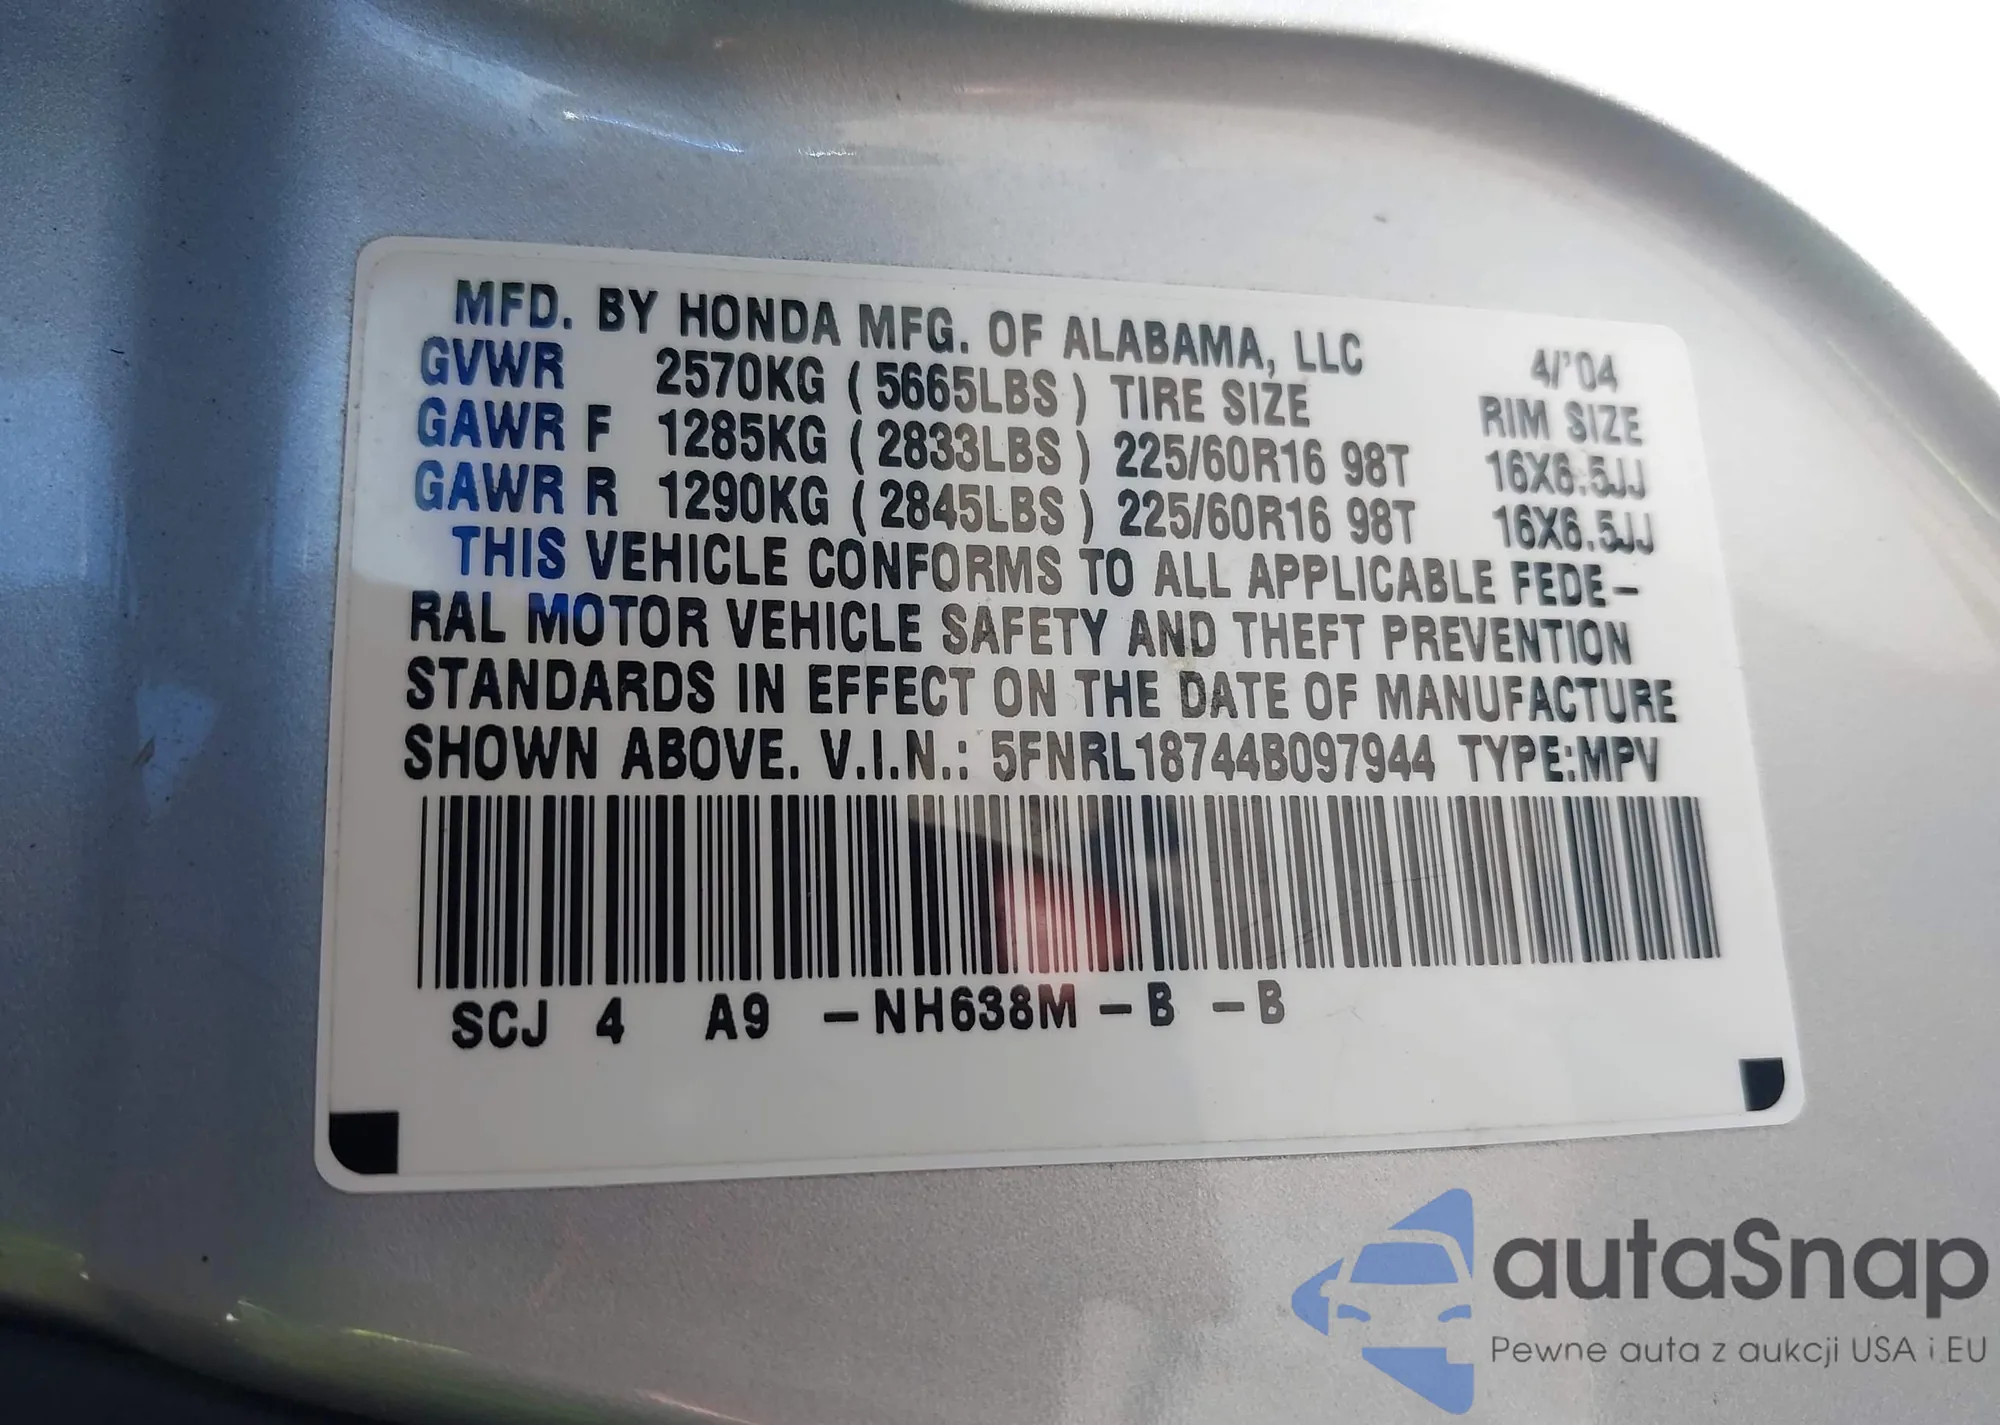 MFD. BY HONDA MFG. OF ALABAMA, LLC 4/'04
GVWR 2570KG ( 5665LBS ) TIRE SIZE RIM SIZE
GAWR F 1285KG ( 2833LBS ) 225/60R16 98T 16X6.5JJ
GAWR R 1290KG ( 2845LBS ) 225/60R16 98T 16X6.5JJ
THIS VEHICLE CONFORMS TO ALL APPLICABLE FEDE-
RAL MOTOR VEHICLE SAFETY AND THEFT PREVENTION
STANDARDS IN EFFECT ON THE DATE OF MANUFACTURE
SHOWN ABOVE. V.I.N.: 5FNRL18744B097944 TYPE:MPV
SCJ 4 A9 -NH638M -B -B
autaSnap
Pewne auta z aukcji USA i EU